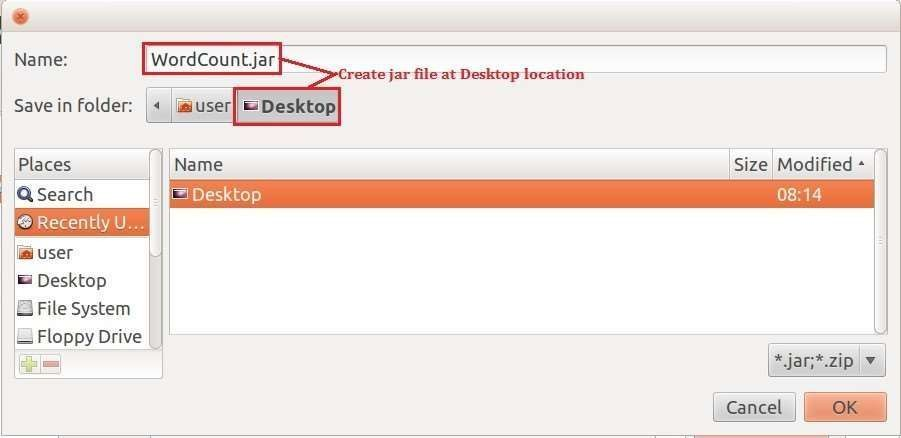 Name: WordCount.jar
Create jar file at Desktop location
Save in folder: user Desktop
Places
Name Size Modified
Search
Desktop 08:14
Recently U...
user
Desktop
File System
Floppy Drive
*.jar;*.zip
Cancel OK